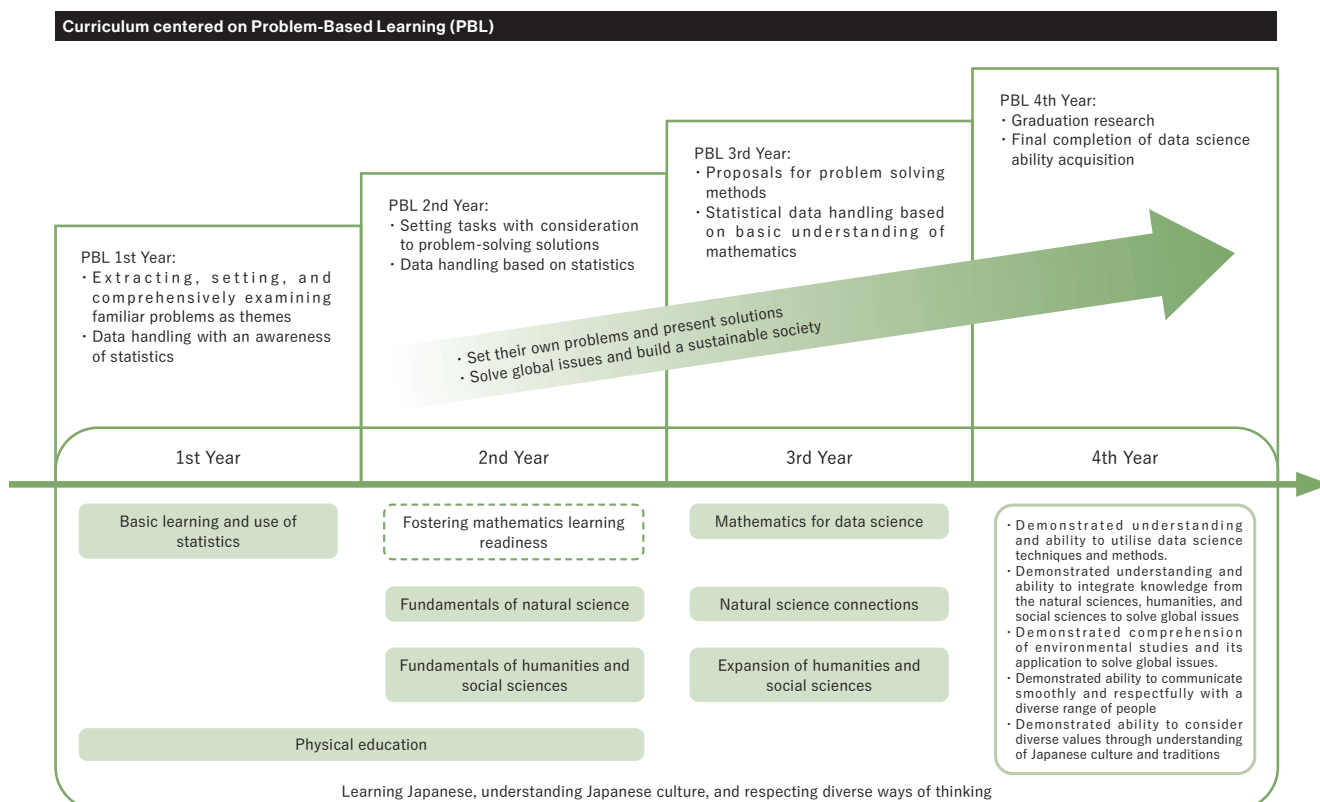 Curriculum centered on Problem-Based Learning (PBL)
PBL 1st Year:
・Extracting, setting, and
comprehensively examining
familiar problems as themes
・Data handling with an awareness
of statistics
PBL 2nd Year:
・Setting tasks with consideration
to problem-solving solutions
・Data handling based on statistics
PBL 3rd Year:
・Proposals for problem solving
methods
・Statistical data handling based
on basic understanding of
mathematics
PBL 4th Year:
・Graduation research
・Final completion of data science
ability acquisition
・Set their own problems and present solutions
・Solve global issues and build a sustainable society
1st Year
2nd Year
3rd Year
4th Year
Basic learning and use of
statistics
Fostering mathematics learning
readiness
Mathematics for data science
Fundamentals of natural science
Natural science connections
Fundamentals of humanities and
social sciences
Expansion of humanities and
social sciences
Physical education
・Demonstrated understanding
and ability to utilise data science
techniques and methods.
・Demonstrated understanding and
ability to integrate knowledge from
the natural sciences, humanities, and
social sciences to solve global issues
・Demonstrated comprehension
of environmental studies and its
application to solve global issues.
・Demonstrated ability to communicate
smoothly and respectfully with a
diverse range of people
・Demonstrated ability to consider
diverse values through understanding
of Japanese culture and traditions
Learning Japanese, understanding Japanese culture, and respecting diverse ways of thinking